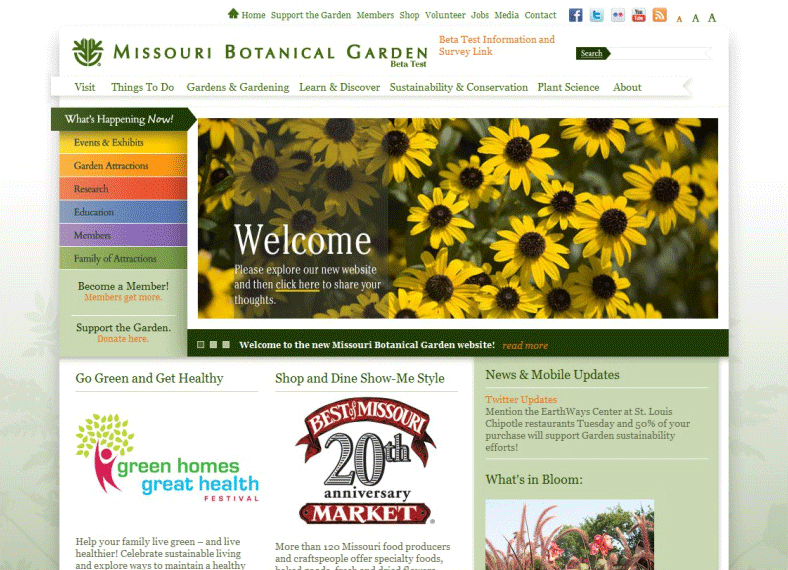 Home Support the Garden Members Shop Volunteer Jobs Media Contact
A A A
MISSOURI BOTANICAL GARDEN
Beta Test
Beta Test Information and
Survey Link
Search
Visit Things To Do Gardens & Gardening Learn & Discover Sustainability & Conservation Plant Science About
What's Happening Now!
Events & Exhibits
Garden Attractions
Research
Education
Members
Family of Attractions
Become a Member!
Members get more.
Support the Garden.
Donate here.
Welcome
Please explore our new website
and then click here to share your
thoughts.
Welcome to the new Missouri Botanical Garden website! read more
Go Green and Get Healthy
green homes
great health
FESTIVAL
Help your family live green – and live
healthier! Celebrate sustainable living
and explore ways to maintain a healthy
Shop and Dine Show-Me Style
BEST of MISSOURI
20th
anniversary
MARKET
More than 120 Missouri food producers
and craftspeople offer specialty foods,
baked goods, fresh and dried flowers
News & Mobile Updates
Twitter Updates
Mention the EarthWays Center at St. Louis
Chipotle restaurants Tuesday and 50% of your
purchase will support Garden sustainability
efforts!
What's in Bloom: